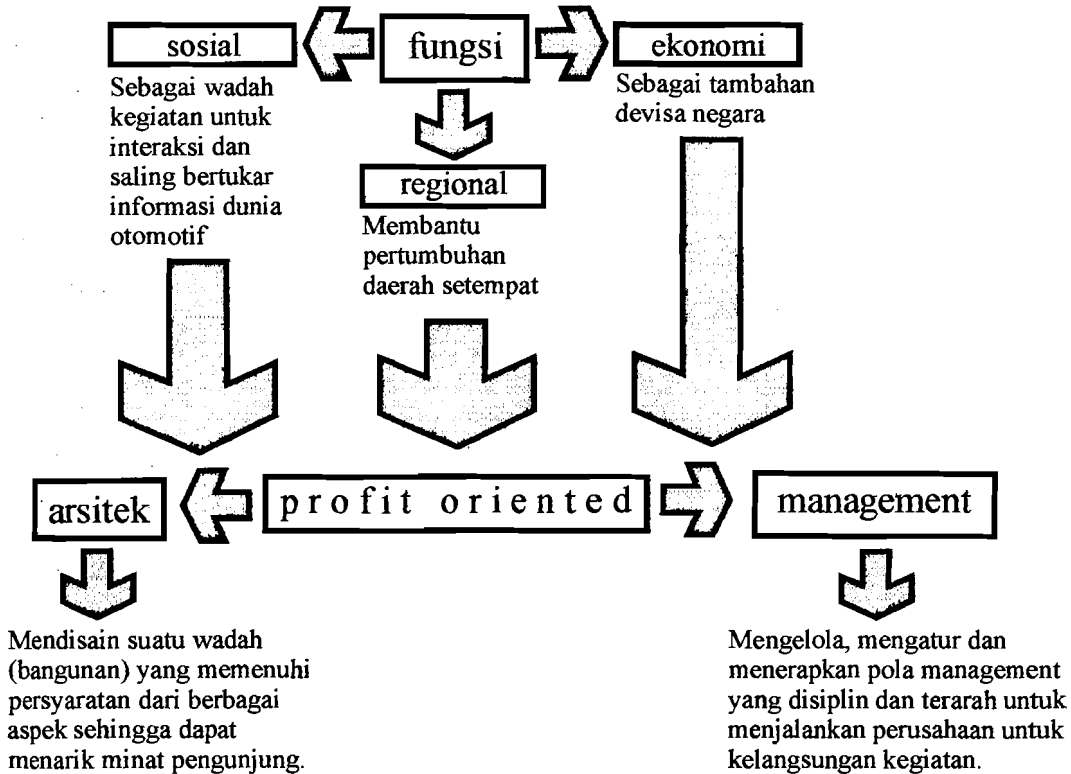 sosial
fungsi
ekonomi
Sebagai wadah
kegiatan untuk
interaksi dan
saling bertukar
informasi dunia
otomotif
Sebagai tambahan
devisa negara
regional
Membantu
pertumbuhan
daerah setempat
arsitek
profit oriented
management
Mendisain suatu wadah
(bangunan) yang memenuhi
persyaratan dari berbagai
aspek sehingga dapat
menarik minat pengunjung.
Mengelola, mengatur dan
menerapkan pola management
yang disiplin dan terarah untuk
menjalankan perusahaan untuk
kelangsungan kegiatan.